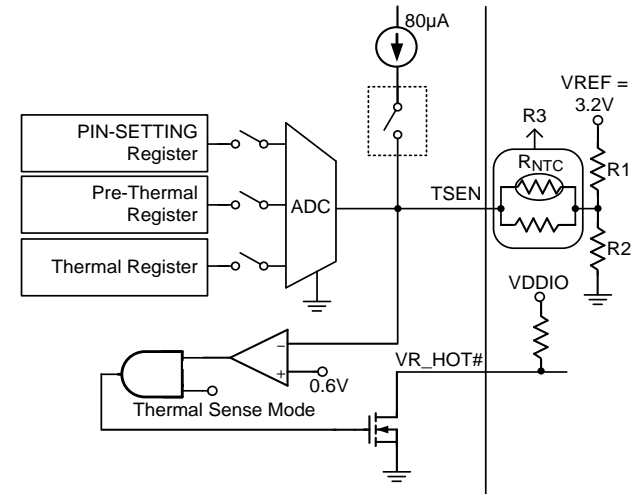 80µA
VREF =
3.2V
R3
PIN-SETTING
Register
RNTC
R1
Pre-Thermal
Register
ADC
TSEN
R2
Thermal Register
VDDIO
VR_HOT#
−
+
0.6V
Thermal Sense Mode